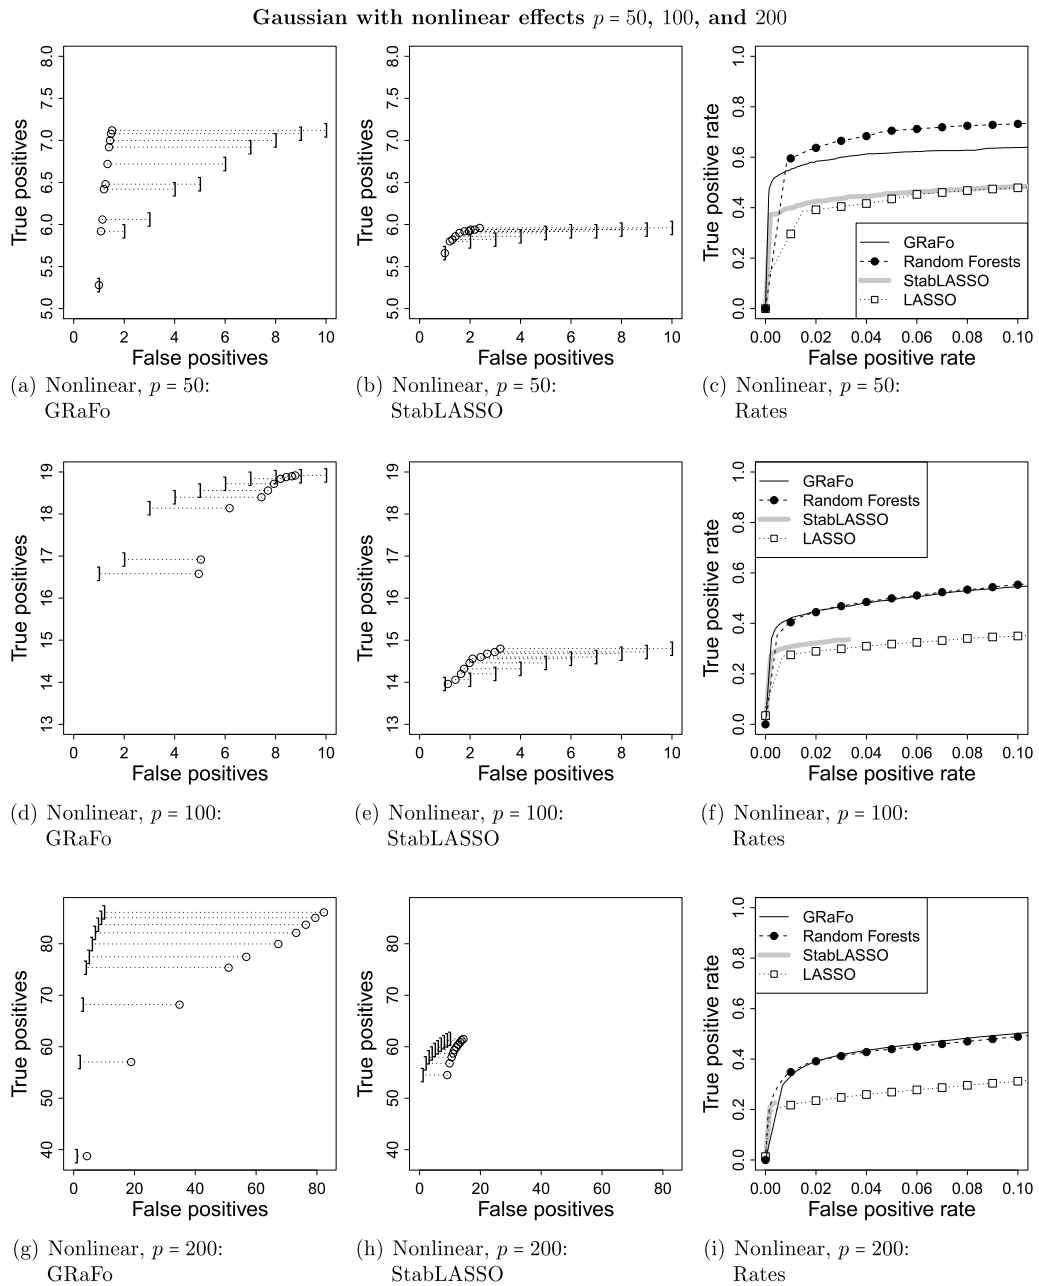 Gaussian with nonlinear effects p = 50, 100, and 200
True positives
5.0 5.5 6.0 6.5 7.0 7.5 8.0
0 2 4 6 8 10
False positives
(a) Nonlinear, p = 50:
GRaFo
True positives
5.0 5.5 6.0 6.5 7.0 7.5 8.0
0 2 4 6 8 10
False positives
(b) Nonlinear, p = 50:
StabLASSO
True positive rate
0.0 0.2 0.4 0.6 0.8 1.0
GRaFo
Random Forests
StabLASSO
LASSO
0.00 0.02 0.04 0.06 0.08 0.10
False positive rate
(c) Nonlinear, p = 50:
Rates
True positives
13 14 15 16 17 18 19
0 2 4 6 8 10
False positives
(d) Nonlinear, p = 100:
GRaFo
True positives
13 14 15 16 17 18 19
0 2 4 6 8 10
False positives
(e) Nonlinear, p = 100:
StabLASSO
True positive rate
0.0 0.2 0.4 0.6 0.8 1.0
GRaFo
Random Forests
StabLASSO
LASSO
0.00 0.02 0.04 0.06 0.08 0.10
False positive rate
(f) Nonlinear, p = 100:
Rates
True positives
40 50 60 70 80
0 20 40 60 80
False positives
(g) Nonlinear, p = 200:
GRaFo
True positives
40 50 60 70 80
0 20 40 60 80
False positives
(h) Nonlinear, p = 200:
StabLASSO
True positive rate
0.0 0.2 0.4 0.6 0.8 1.0
GRaFo
Random Forests
StabLASSO
LASSO
0.00 0.02 0.04 0.06 0.08 0.10
False positive rate
(i) Nonlinear, p = 200:
Rates